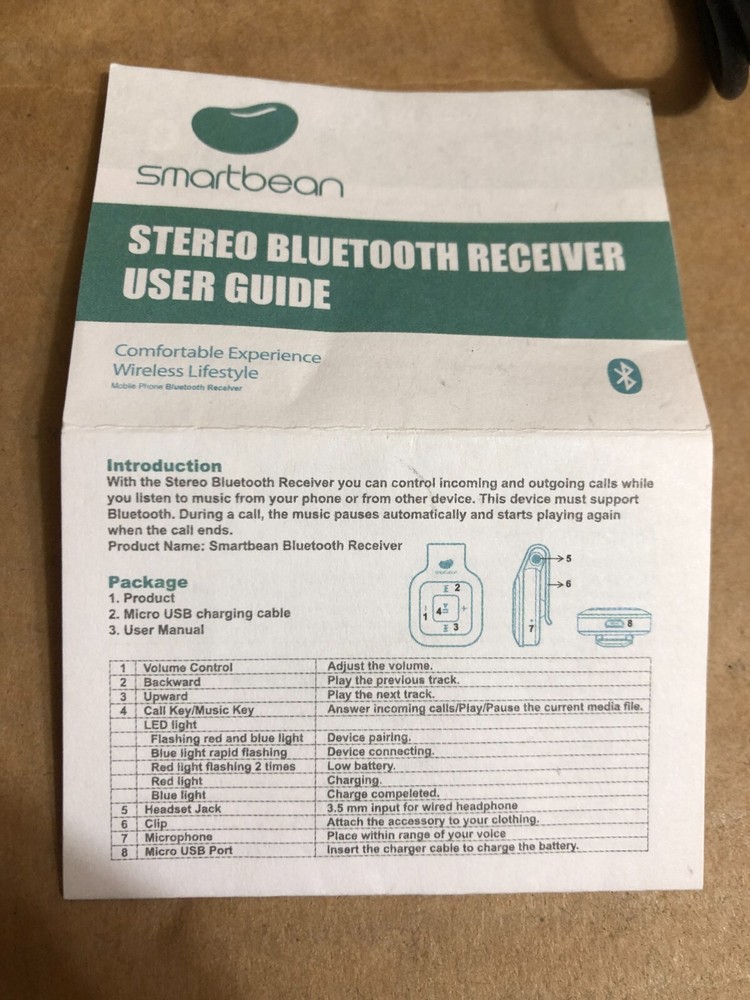 smartbean
STEREO BLUETOOTH RECEIVER
USER GUIDE
Comfortable Experience
Wireless Lifestyle
Mobile Phone Bluetooth Receiver
Introduction
With the Stereo Bluetooth Receiver you can control incoming and outgoing calls while
you listen to music from your phone or from other device. This device must support
Bluetooth. During a call, the music pauses automatically and starts playing again
when the call ends.
Product Name: Smartbean Bluetooth Receiver
Package
1. Product
2. Micro USB charging cable
3. User Manual
2
1 4
3
5
6
7
8
1 Volume Control Adjust the volume.
2 Backward Play the previous track.
3 Upward Play the next track.
4 Call Key/Music Key Answer incoming calls/Play/Pause the current media file.
LED light
Flashing red and blue light Device pairing.
Blue light rapid flashing Device connecting.
Red light flashing 2 times Low battery.
Red light Charging.
Blue light Charge compeleted.
5 Headset Jack 3.5 mm input for wired headphone
6 Clip Attach the accessory to your clothing.
7 Microphone Place within range of your voice
8 Micro USB Port Insert the charger cable to charge the battery.